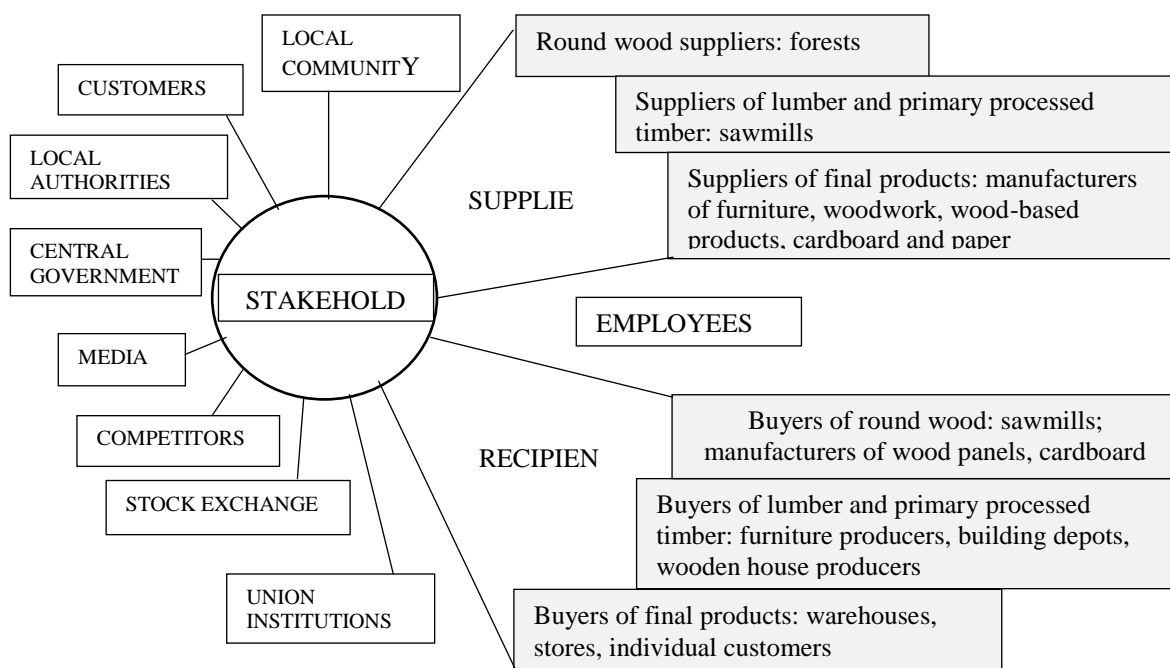 LOCAL
COMMUNITY
CUSTOMERS
LOCAL
AUTHORITIES
CENTRAL
GOVERNMENT
MEDIA
COMPETITORS
STOCK EXCHANGE
UNION
INSTITUTIONS
STAKEHOLD
Round wood suppliers: forests
Suppliers of lumber and primary processed
timber: sawmills
Suppliers of final products: manufacturers
of furniture, woodwork, wood-based
products, cardboard and paper
SUPPLIE
EMPLOYEES
RECIPIEN
Buyers of round wood: sawmills;
manufacturers of wood panels, cardboard
Buyers of lumber and primary processed
timber: furniture producers, building depots,
wooden house producers
Buyers of final products: warehouses,
stores, individual customers